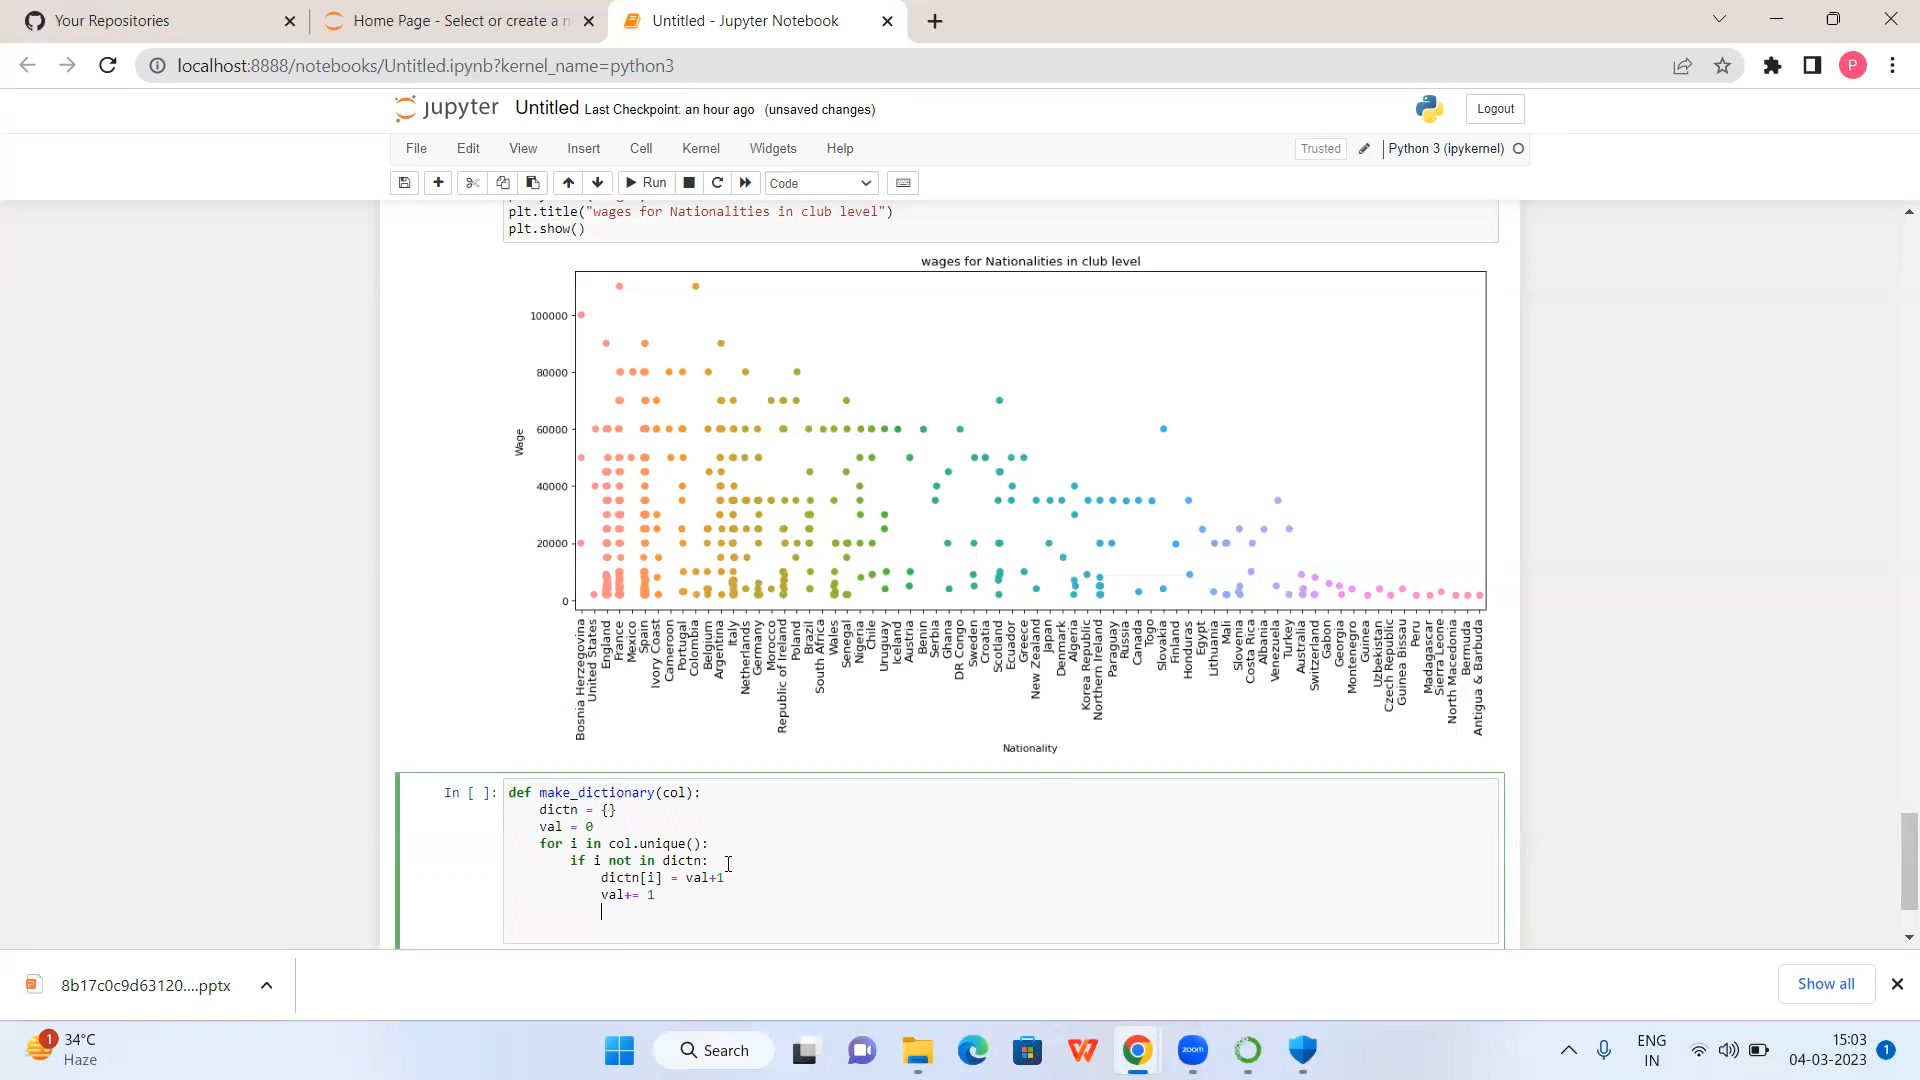 Your Repositories
Home Page - Select or create a n
Untitled - Jupyter Notebook
localhost:8888/notebooks/Untitled.ipynb?kernel_name=python3
P
jupyter Untitled Last Checkpoint: an hour ago (unsaved changes)
Logout
File Edit View Insert Cell Kernel Widgets Help
Trusted
Python 3 (ipykernel)
Run
Code
plt.title("wages for Nationalities in club level")
plt.show()
wages for Nationalities in club level
100000
80000
60000
40000
20000
0
Wage
Bosnia Herzegovina
United States
England
France
Mexico
Spain
Ivory Coast
Cameroon
Portugal
Colombia
Belgium
Argentina
Italy
Netherlands
Germany
Morocco
Republic of Ireland
Poland
Brazil
South Africa
Wales
Senegal
Nigeria
Chile
Uruguay
Iceland
Austria
Benin
Serbia
Ghana
DR Congo
Sweden
Croatia
Scotland
Ecuador
Greece
New Zealand
Japan
Denmark
Algeria
Korea Republic
Northern Ireland
Paraguay
Russia
Canada
Togo
Slovakia
Finland
Honduras
Egypt
Lithuania
Mali
Slovenia
Costa Rica
Albania
Venezuela
Turkey
Australia
Switzerland
Gabon
Georgia
Montenegro
Guinea
Uzbekistan
Czech Republic
Guinea Bissau
Peru
Madagascar
Sierra Leone
North Macedonia
Bermuda
Antigua & Barbuda
Nationality
In [ ]:
def make_dictionary(col):
dictn = {}
val = 0
for i in col.unique():
if i not in dictn:
dictn[i] = val+1
val+= 1
8b17c0c9d63120....pptx
Show all
1
34°C
Haze
Search
W
zoom
ENG
IN
15:03
04-03-2023
1